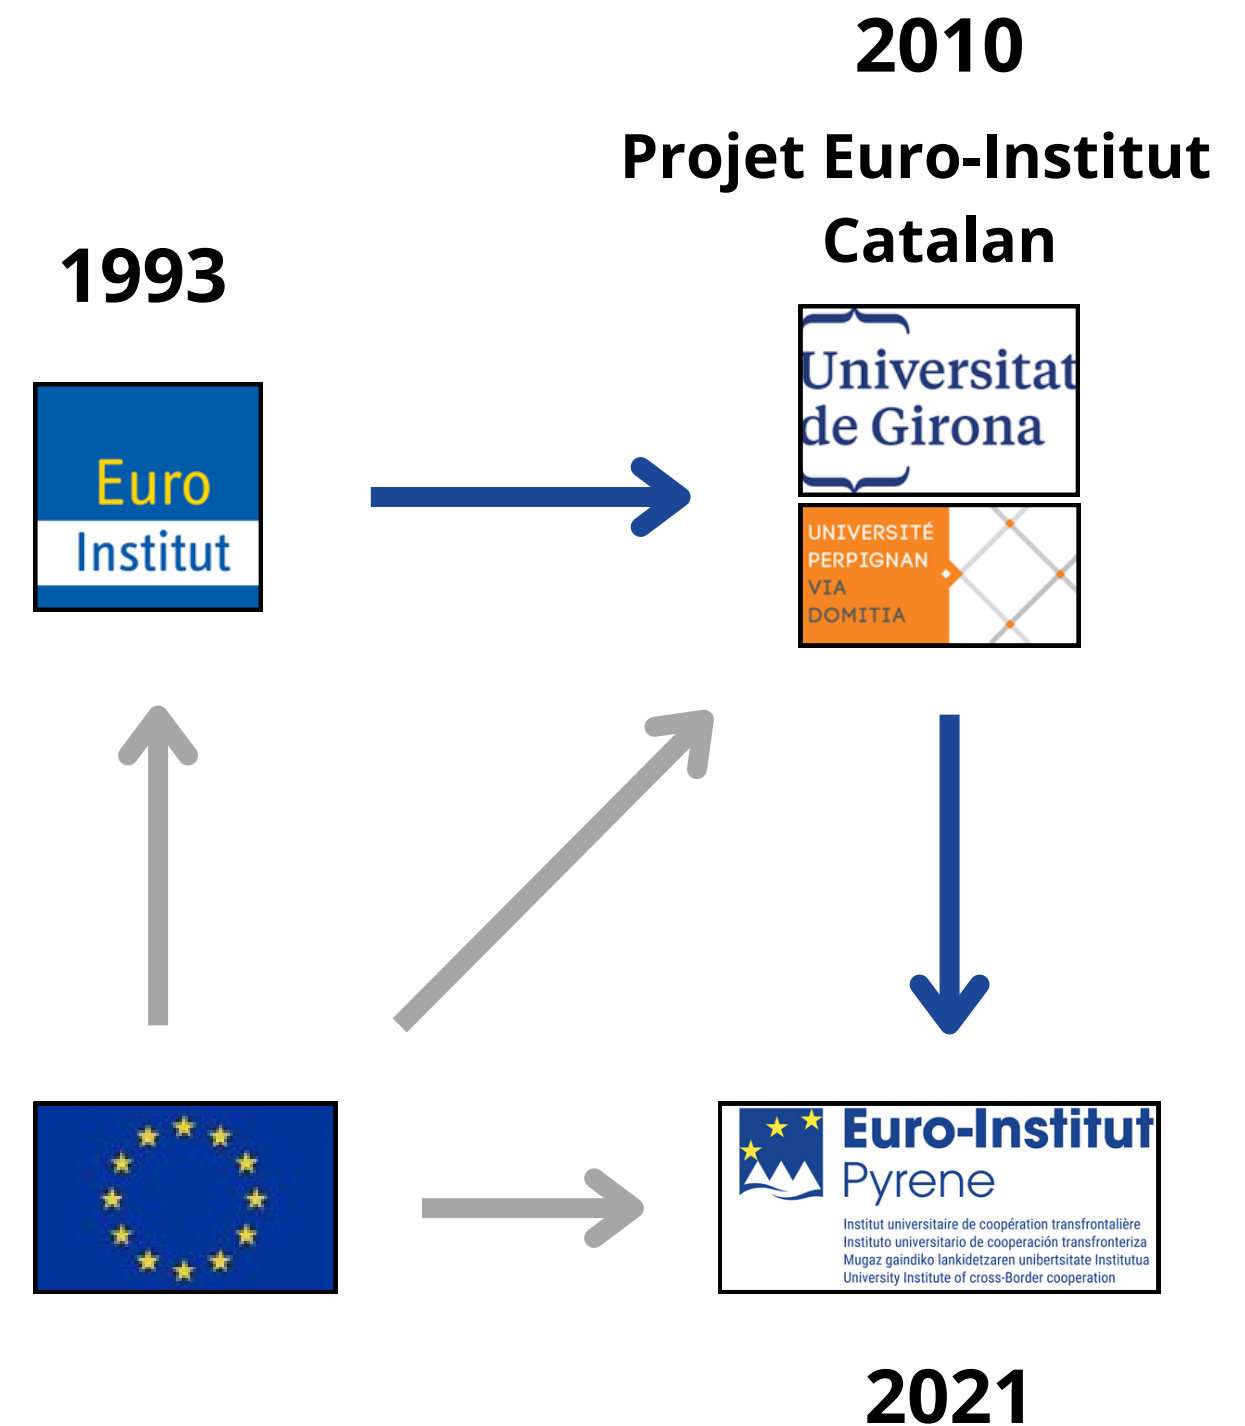 2010
Projet Euro-Institut
Catalan
1993
Universitat
de Girona
Euro
Institut
UNIVERSITÉ
PERPIGNAN
VIA
DOMITIA
Euro-Institut
Pyrene
Institut universitaire de coopération transfrontalière
Instituto universitario de cooperación transfronteriza
Mugaz gaindiko lankidetzaren unibertsitate Institutua
University Institute of cross-Border cooperation
2021